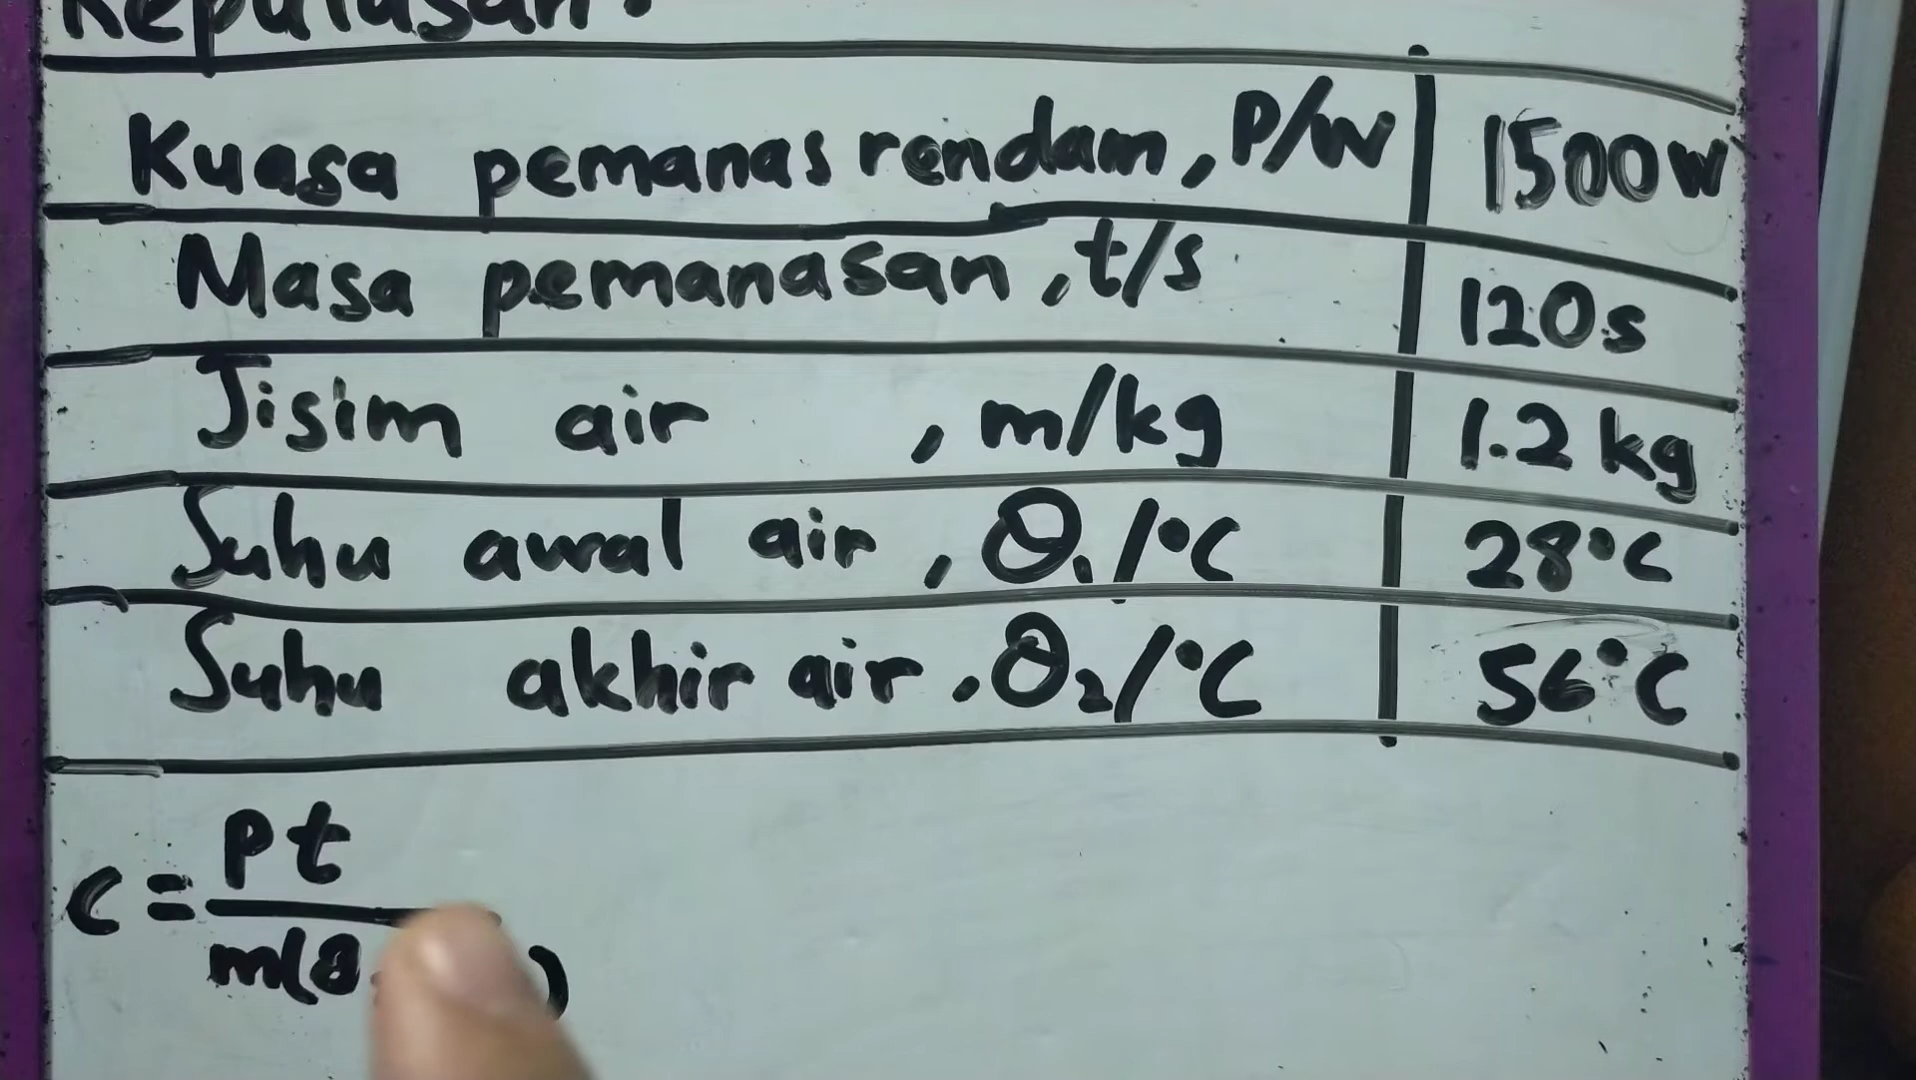 Keputusan:
Kuasa pemanas rendam, P/W 1500W
Masa pemanasan, t/s 120s
Jisim air , m/kg 1.2 kg
Suhu awal air, θ₁/°C 28°C
Suhu akhir air, θ₂/°C 56°C
c = Pt
m(θ )